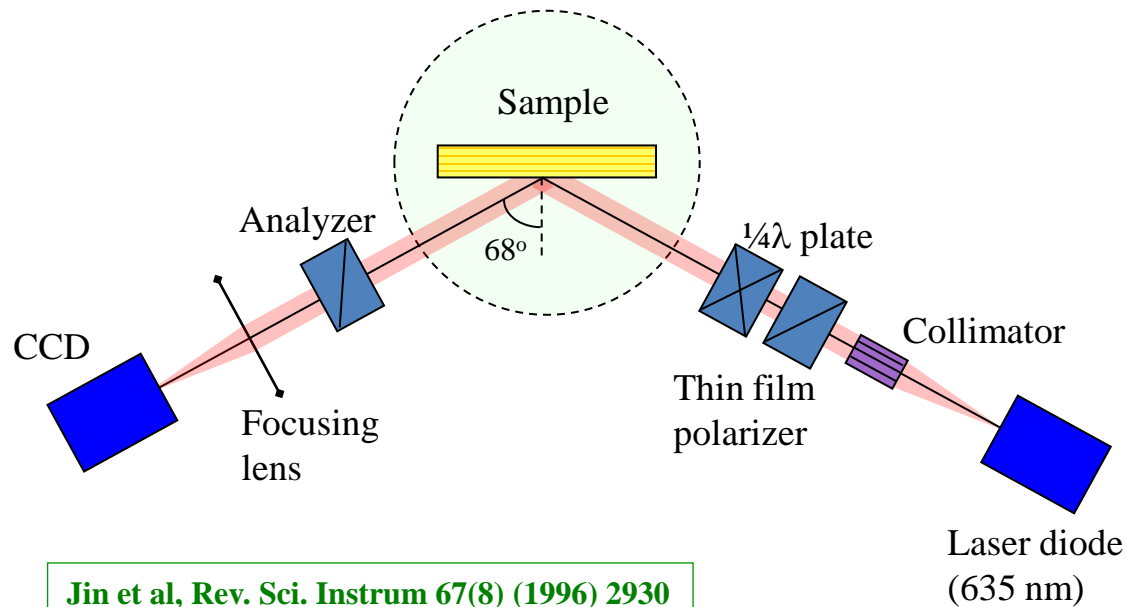 Sample
Analyzer
68°
¼λ plate
CCD
Collimator
Focusing
lens
Thin film
polarizer
Laser diode
(635 nm)
Jin et al, Rev. Sci. Instrum 67(8) (1996) 2930